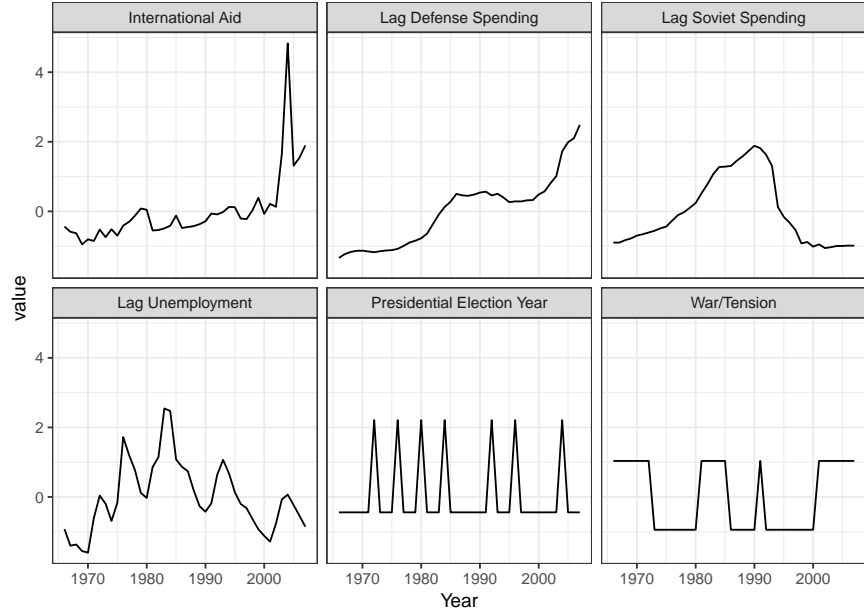 International Aid
Lag Defense Spending
Lag Soviet Spending
4
2
0
Lag Unemployment
Presidential Election Year
War/Tension
4
2
0
1970 1980 1990 2000
1970 1980 1990 2000
1970 1980 1990 2000
Year
value